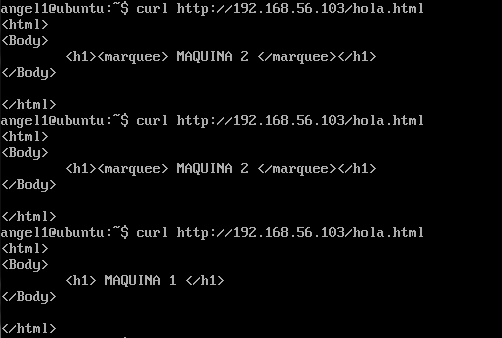 angel1@ubuntu:~$ curl http://192.168.56.103/hola.html
<html>
<Body>
        <h1><marquee> MAQUINA 2 </marquee></h1>
</Body>

</html>
angel1@ubuntu:~$ curl http://192.168.56.103/hola.html
<html>
<Body>
        <h1><marquee> MAQUINA 2 </marquee></h1>
</Body>

</html>
angel1@ubuntu:~$ curl http://192.168.56.103/hola.html
<html>
<Body>
        <h1> MAQUINA 1 </h1>
</Body>

</html>